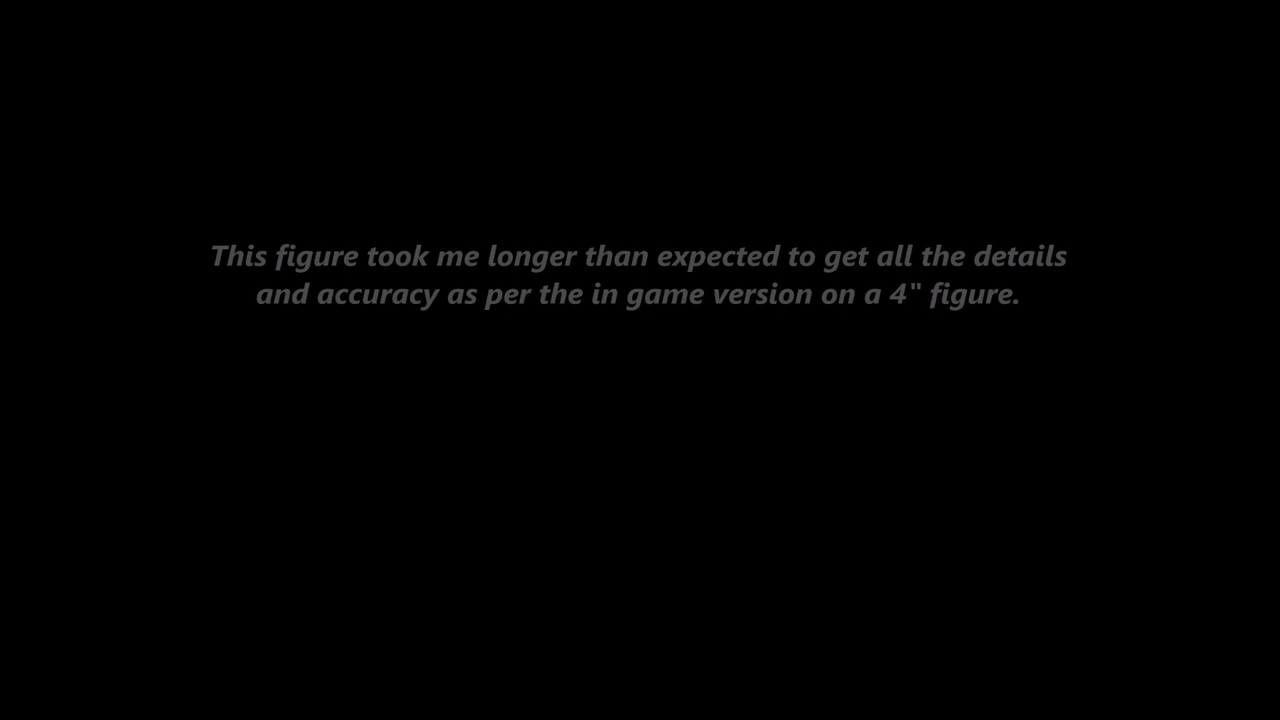 This figure took me longer than expected to get all the details
and accuracy as per the in game version on a 4" figure.